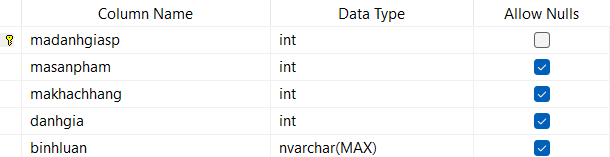 Column Name Data Type Allow Nulls
madanhgiasp int
masanpham int
makhachhang int
danhgia int
binhluan nvarchar(MAX)